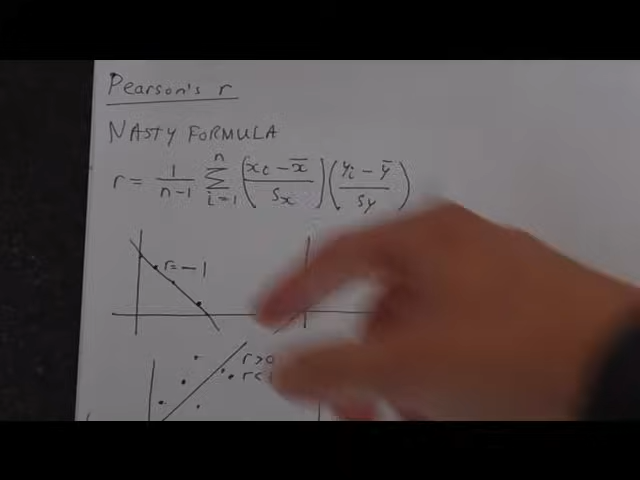 Pearson's r
NASTY FORMULA
r = 1/(n-1) Σ_{i=1}^{n} ((x_i - x̄)/s_x) ((y_i - ȳ)/s_y)
r = -1
r > 0
r <